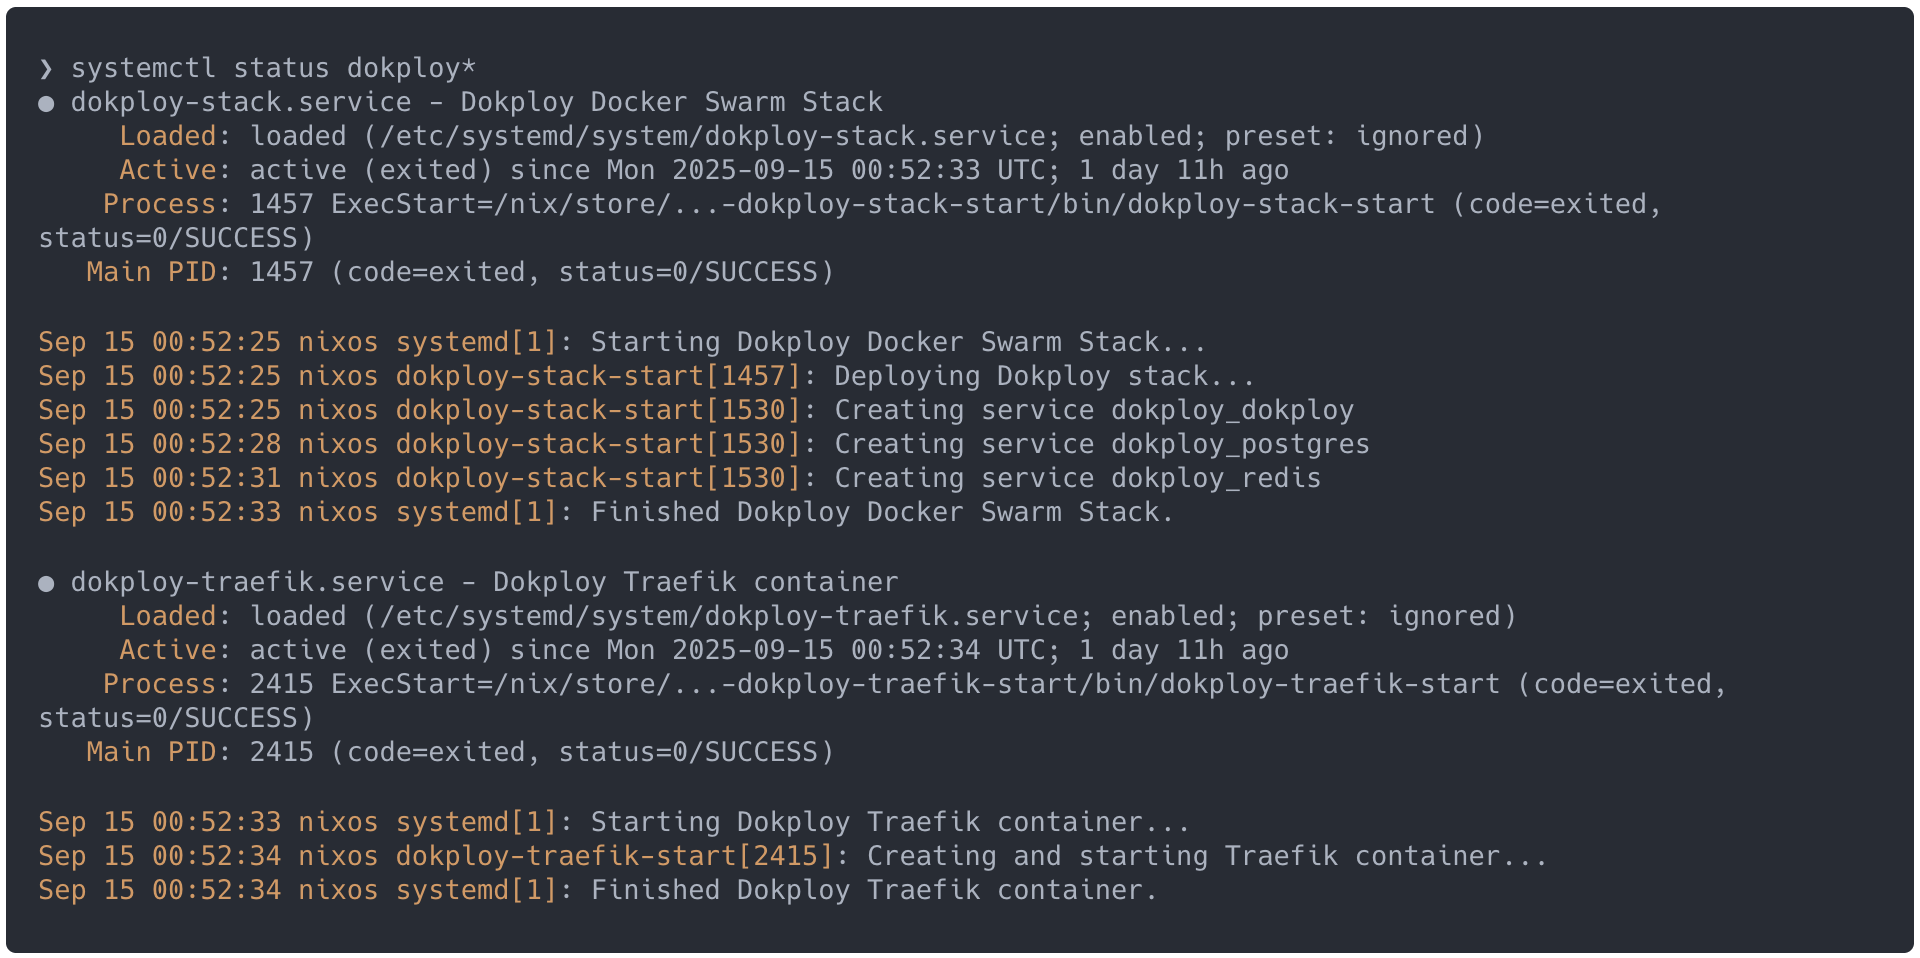 ❯ systemctl status dokploy*
● dokploy-stack.service - Dokploy Docker Swarm Stack
     Loaded: loaded (/etc/systemd/system/dokploy-stack.service; enabled; preset: ignored)
     Active: active (exited) since Mon 2025-09-15 00:52:33 UTC; 1 day 11h ago
    Process: 1457 ExecStart=/nix/store/...-dokploy-stack-start/bin/dokploy-stack-start (code=exited,
status=0/SUCCESS)
   Main PID: 1457 (code=exited, status=0/SUCCESS)

Sep 15 00:52:25 nixos systemd[1]: Starting Dokploy Docker Swarm Stack...
Sep 15 00:52:25 nixos dokploy-stack-start[1457]: Deploying Dokploy stack...
Sep 15 00:52:25 nixos dokploy-stack-start[1530]: Creating service dokploy_dokploy
Sep 15 00:52:28 nixos dokploy-stack-start[1530]: Creating service dokploy_postgres
Sep 15 00:52:31 nixos dokploy-stack-start[1530]: Creating service dokploy_redis
Sep 15 00:52:33 nixos systemd[1]: Finished Dokploy Docker Swarm Stack.

● dokploy-traefik.service - Dokploy Traefik container
     Loaded: loaded (/etc/systemd/system/dokploy-traefik.service; enabled; preset: ignored)
     Active: active (exited) since Mon 2025-09-15 00:52:34 UTC; 1 day 11h ago
    Process: 2415 ExecStart=/nix/store/...-dokploy-traefik-start/bin/dokploy-traefik-start (code=exited,
status=0/SUCCESS)
   Main PID: 2415 (code=exited, status=0/SUCCESS)

Sep 15 00:52:33 nixos systemd[1]: Starting Dokploy Traefik container...
Sep 15 00:52:34 nixos dokploy-traefik-start[2415]: Creating and starting Traefik container...
Sep 15 00:52:34 nixos systemd[1]: Finished Dokploy Traefik container.